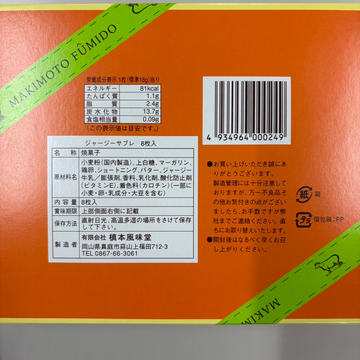 MAKIMOTO FUMIDO
栄養成分表示 1枚(標準18g)当り
エネルギー 81kcal
たんぱく質 1.1g
脂質 2.4g
炭水化物 13.7g
食塩相当量 0.09g
(この表示値は目安です。)
4 934964 000249
ジャージーサブレ 8枚入
名称 焼菓子
原材料名 小麦粉(国内製造)、上白糖、マーガリン、
鶏卵、ショートニング、バター、ジャージー
牛乳/膨張剤、香料、乳化剤、酸化防止剤
(ビタミンE)、着色料(カロチン)(一部に
小麦・卵・乳成分・大豆を含む)
内容量 8枚入
賞味期限 上部側面右側に記載
保存方法 直射日光、高温多湿の場所をさけて保存
して下さい。
製造者 有限会社 槙本風味堂
岡山県真庭市蒜山上福田712-3
TEL 0867-66-3061
●お買い上げいただき誠に
ありがとうございます。
製造管理には十分注意して
おりますが、万一不良品そ
の他お気付きの点がござい
ましたら、お手数ですが弊
社までご連絡ください。直
ちにお取替えいたします。
●開封後はなるべく早くお召
し上がりください。
紙
箱
プラ
個包装:PP
MAKIM